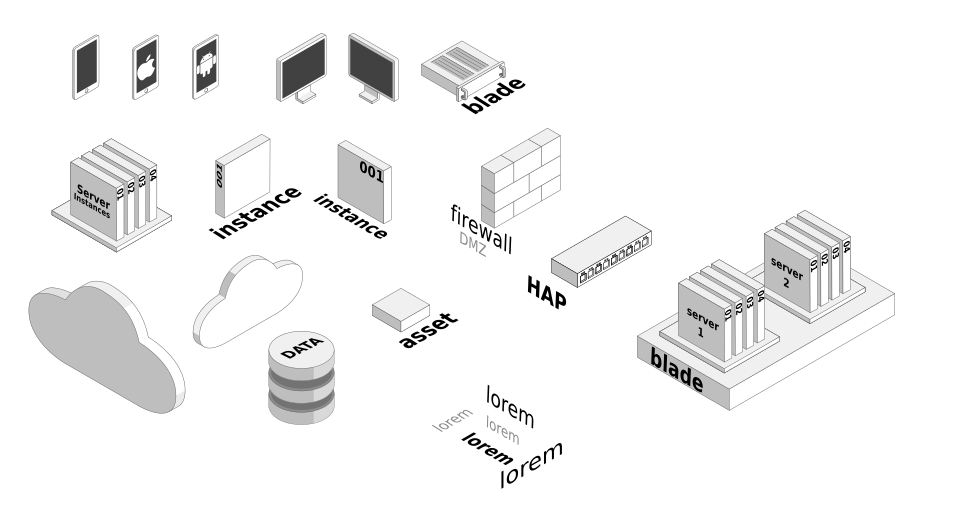 blade
Server
instances
01
02
03
04
001
instance
001
instance
firewall
DMZ
HAP
server
2
01
02
03
04
server
1
01
02
03
04
blade
DATA
asset
lorem
lorem
lorem
lorem
lorem